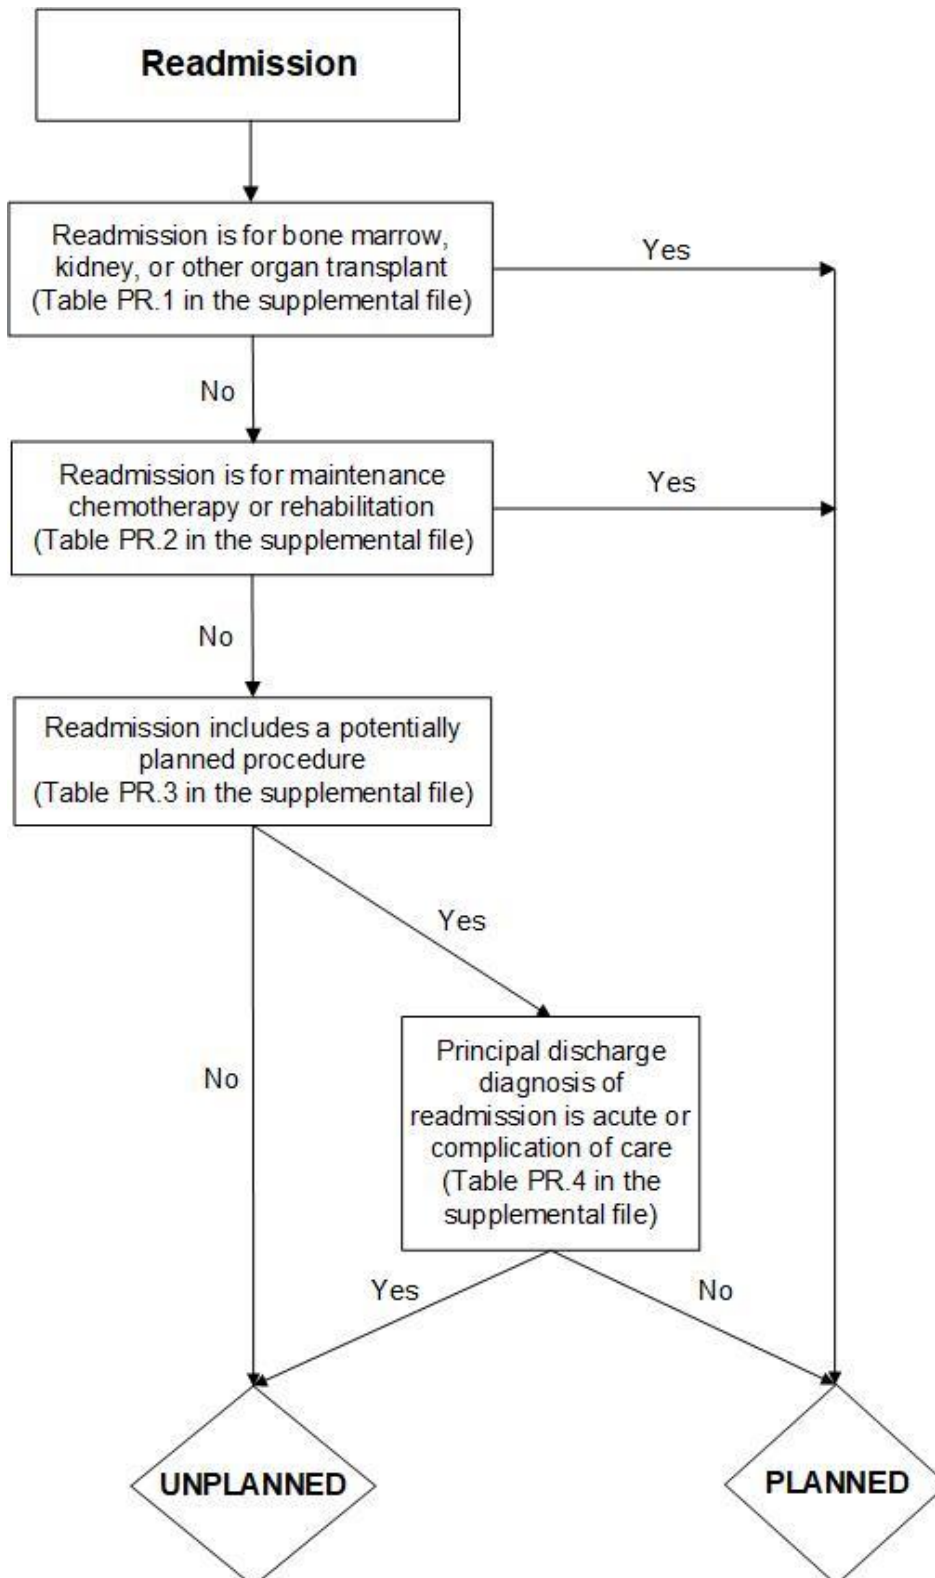 Readmission
Readmission is for bone marrow,
kidney, or other organ transplant
(Table PR.1 in the supplemental file)
Yes
No
Readmission is for maintenance
chemotherapy or rehabilitation
(Table PR.2 in the supplemental file)
Yes
No
Readmission includes a potentially
planned procedure
(Table PR.3 in the supplemental file)
Yes
No
Principal discharge
diagnosis of
readmission is acute or
complication of care
(Table PR.4 in the
supplemental file)
Yes
No
UNPLANNED
PLANNED